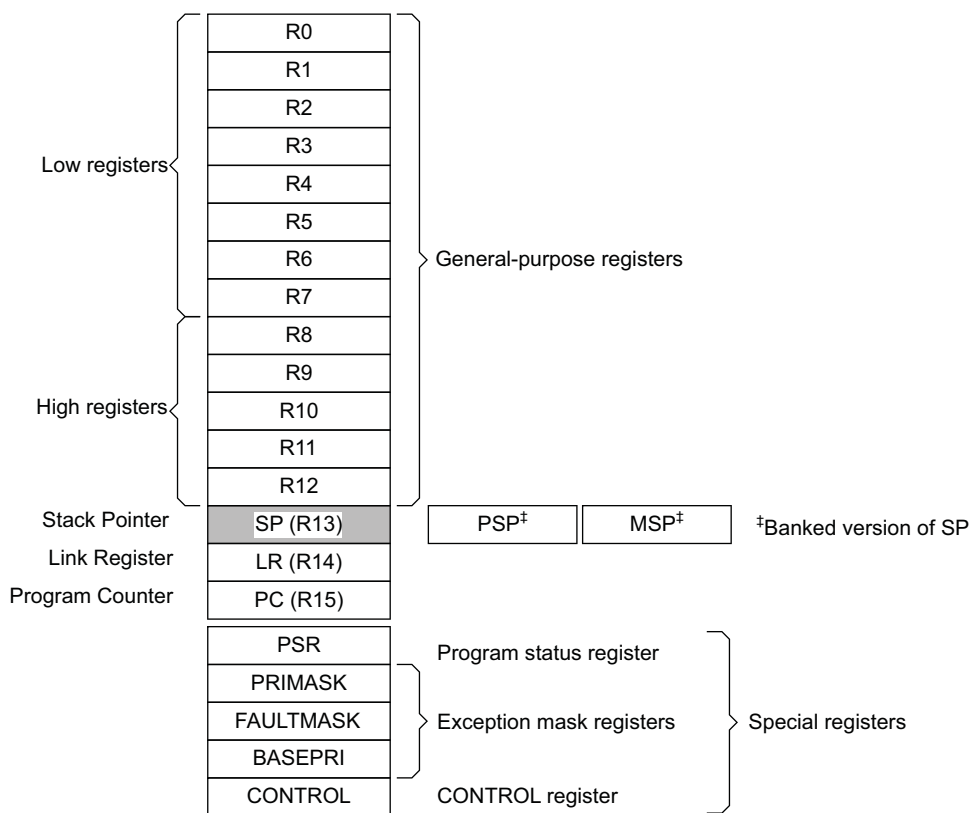 R0
R1
R2
R3
Low registers
R4
R5
R6
General-purpose registers
R7
R8
R9
High registers
R10
R11
R12
Stack Pointer SP (R13) PSP‡ MSP‡ ‡Banked version of SP
Link Register LR (R14)
Program Counter PC (R15)
PSR Program status register
PRIMASK
FAULTMASK Exception mask registers Special registers
BASEPRI
CONTROL CONTROL register